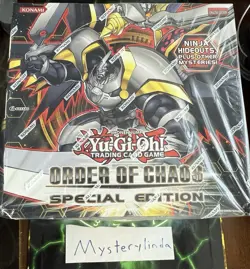 KONAMI
NINJA
HIDEOUTS,
PLUS OTHER
MYSTERIES!
Yu-Gi-Oh!
TRADING CARD GAME
ORDER OF CHAOS
SPECIAL EDITION
Mysterylinda